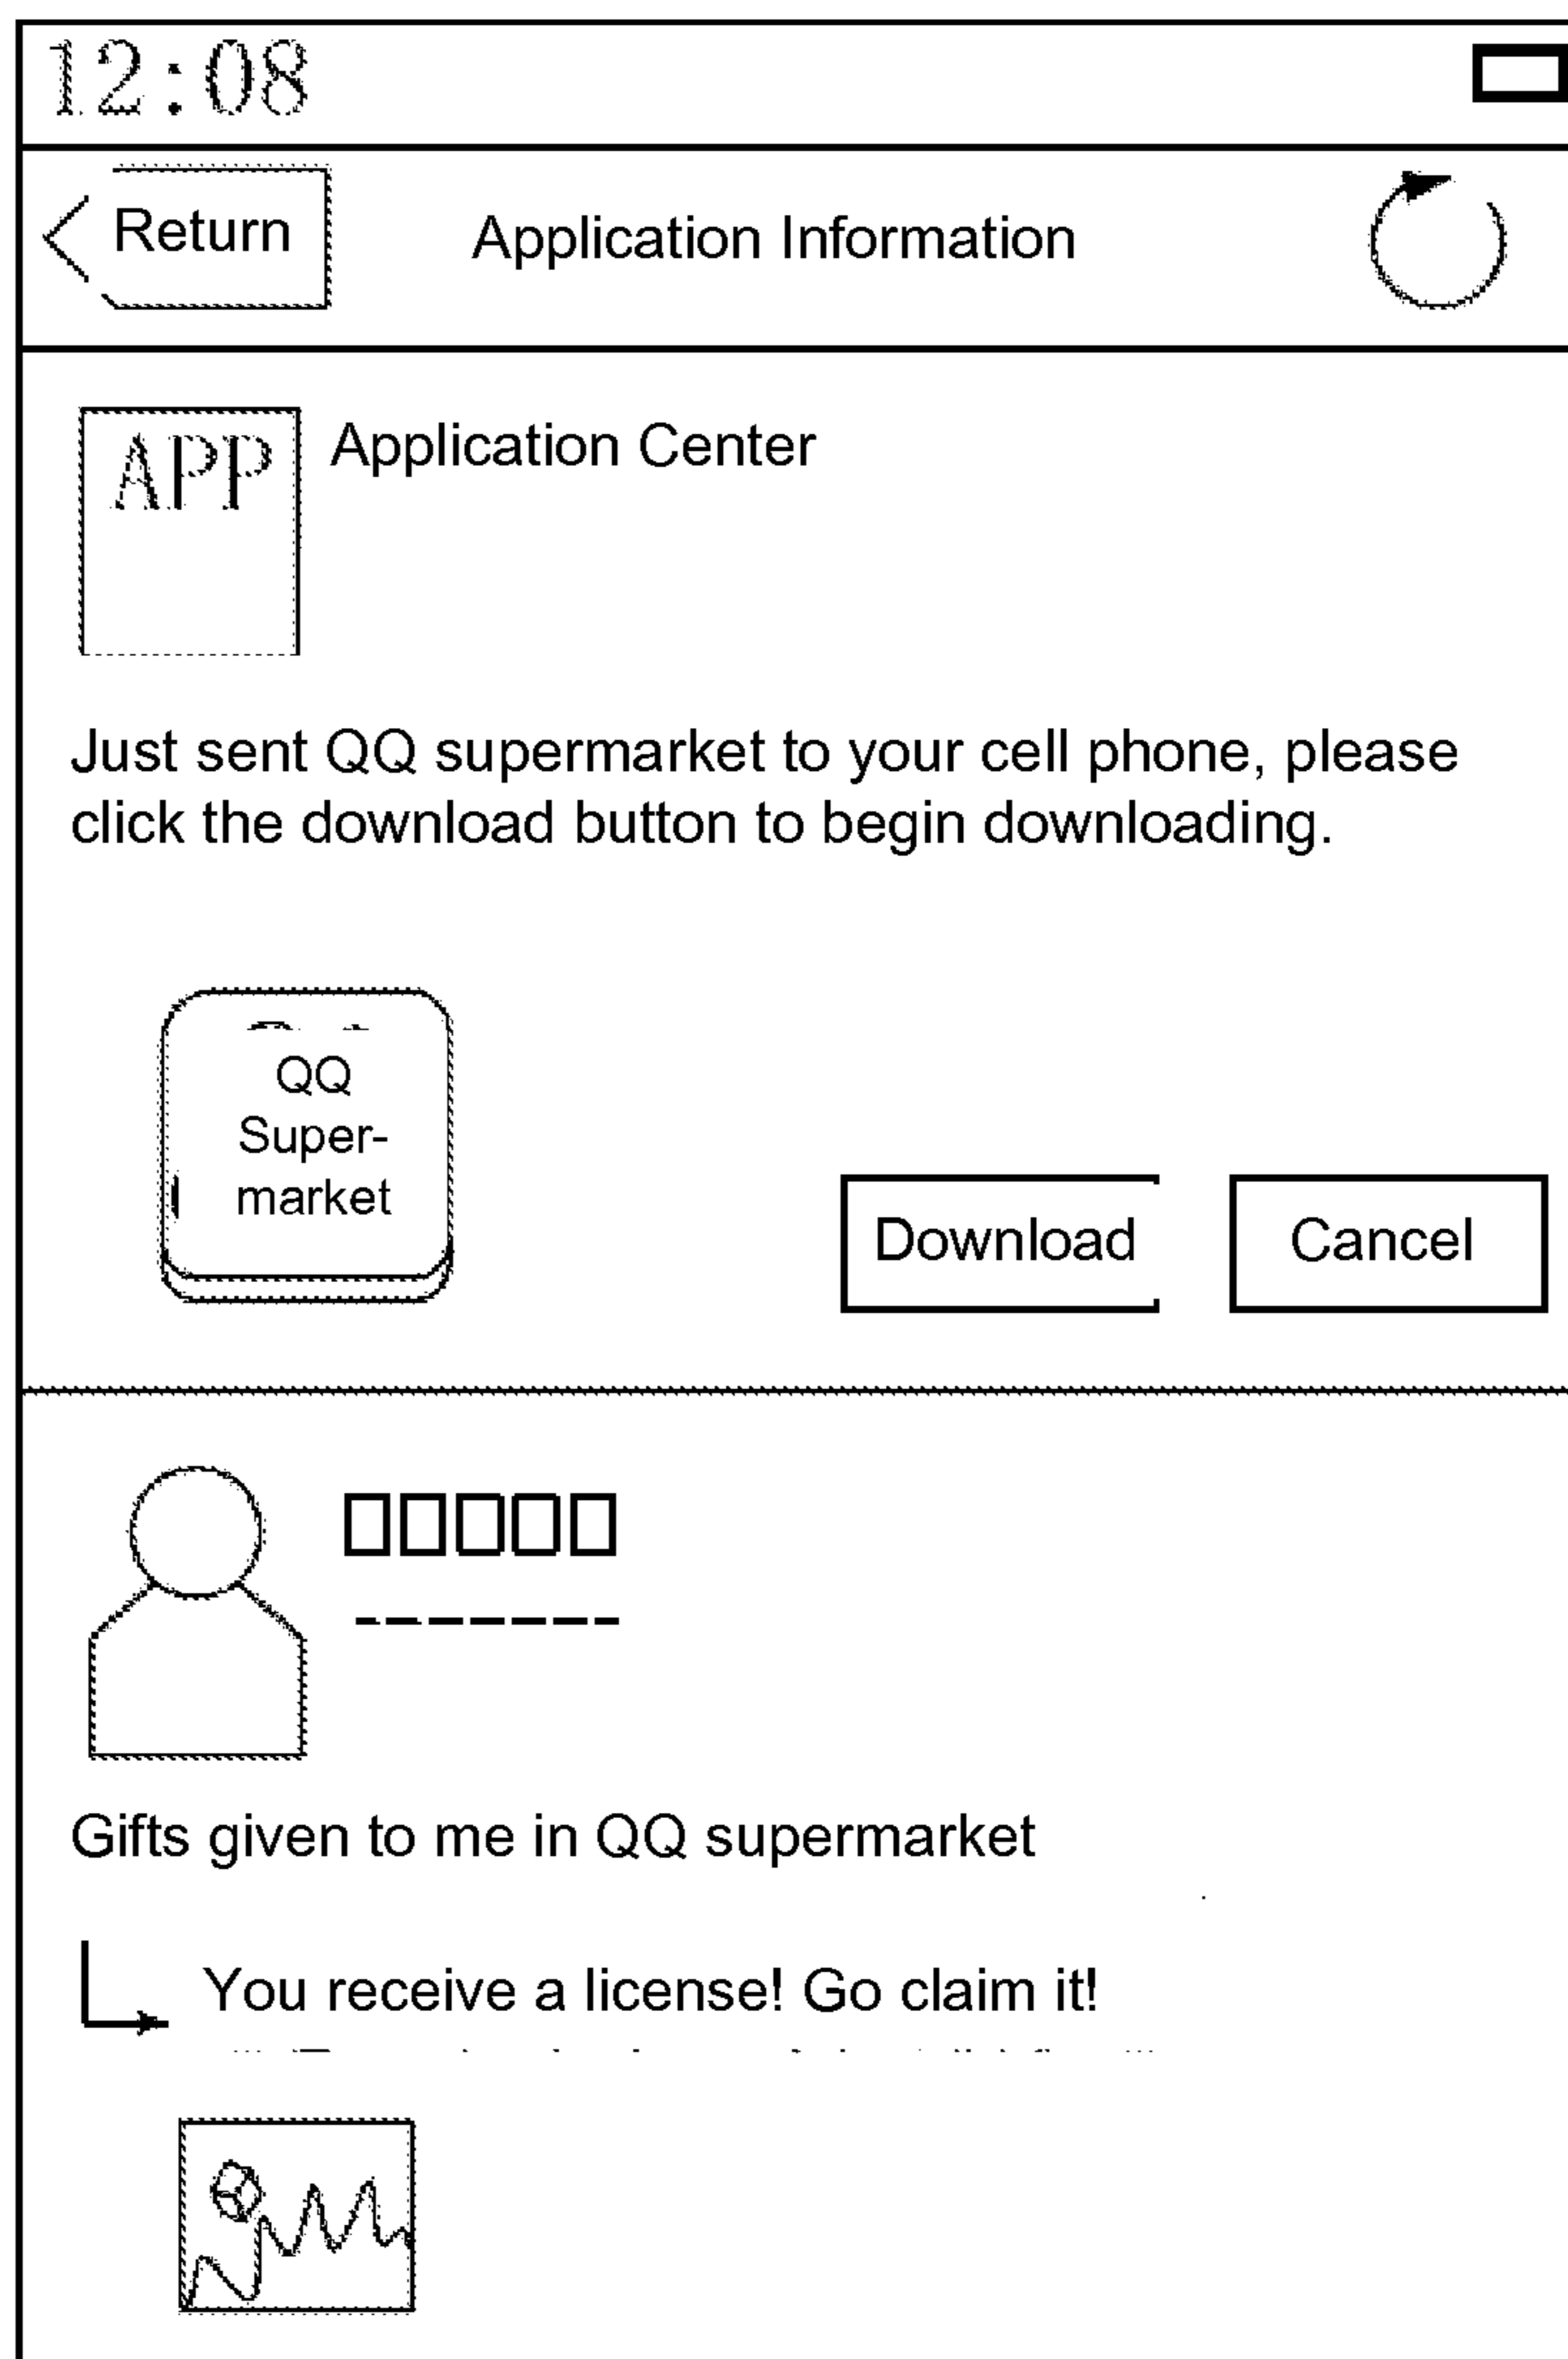 12:08
Return
Application Information
APP
Application Center
Just sent QQ supermarket to your cell phone, please
click the download button to begin downloading.
QQ
Super-
market
Download
Cancel
Gifts given to me in QQ supermarket
You receive a license! Go claim it!